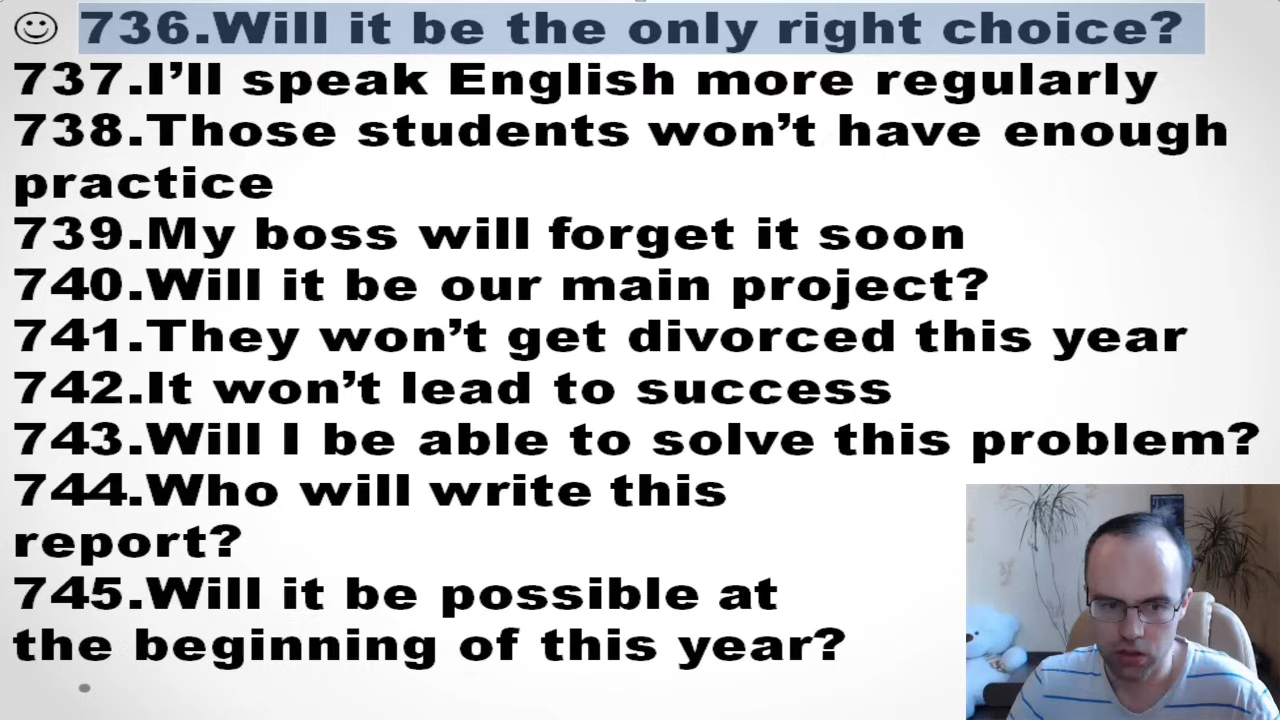 736.Will it be the only right choice?
737.I’ll speak English more regularly
738.Those students won’t have enough
practice
739.My boss will forget it soon
740.Will it be our main project?
741.They won’t get divorced this year
742.It won’t lead to success
743.Will I be able to solve this problem?
744.Who will write this
report?
745.Will it be possible at
the beginning of this year?